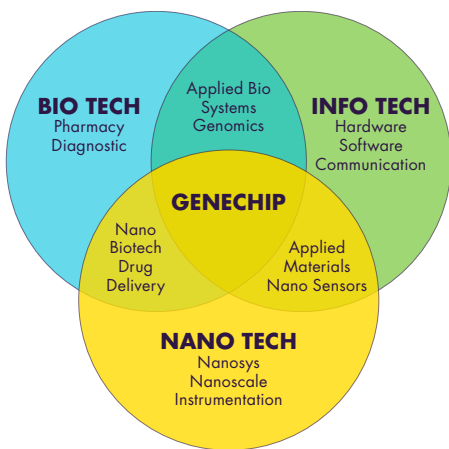 BIO TECH
Pharmacy
Diagnostic
Applied Bio
Systems
Genomics
INFO TECH
Hardware
Software
Communication
GENECHIP
Nano
Biotech
Drug
Delivery
Applied
Materials
Nano Sensors
NANO TECH
Nanosys
Nanoscale
Instrumentation